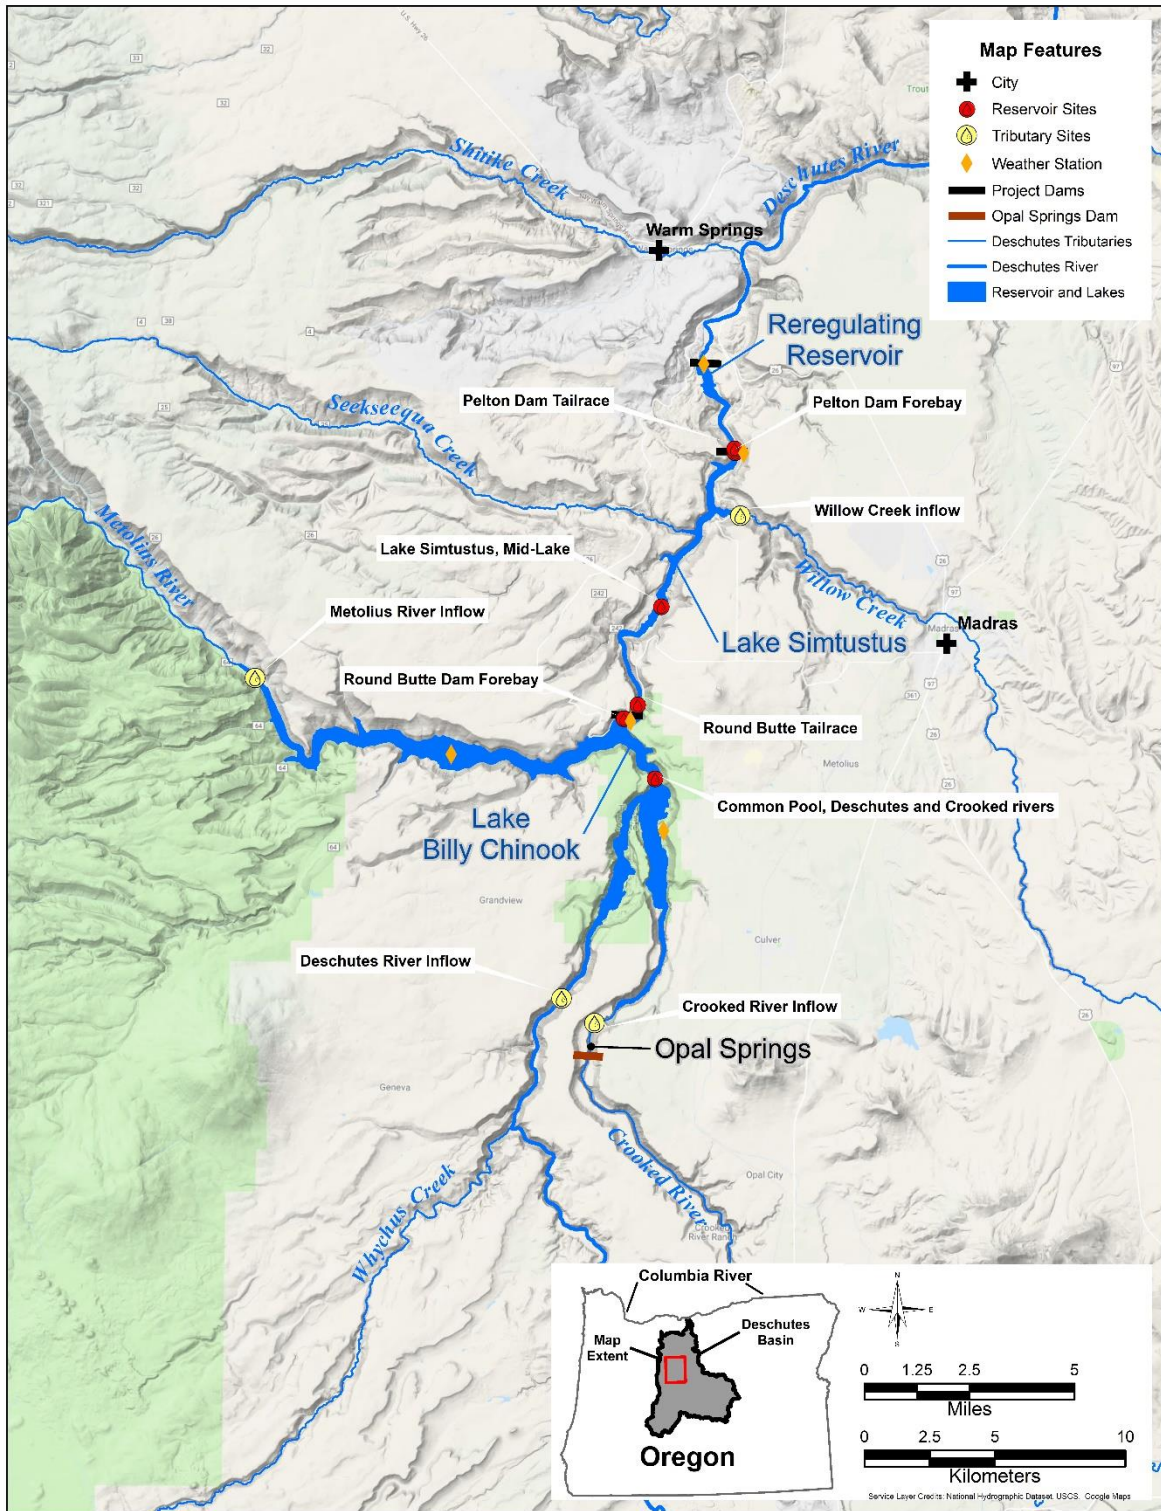 U.S. Hwy 26
Map Features
City
Reservoir Sites
Tributary Sites
Weather Station
Project Dams
Opal Springs Dam
Deschutes Tributaries
Deschutes River
Reservoir and Lakes
Shitike Creek
Deschutes River
Warm Springs
Reregulating
Reservoir
Pelton Dam Tailrace
Pelton Dam Forebay
Seekseequa Creek
Willow Creek inflow
Metolius River
Lake Simtustus, Mid-Lake
Willow Creek
Metolius River Inflow
Madras
Madras
Lake Simtustus
Round Butte Dam Forebay
Round Butte Tailrace
Metolius
Common Pool, Deschutes and Crooked rivers
Lake
Billy Chinook
Grandview
Culver
Deschutes River Inflow
Crooked River Inflow
Opal Springs
Geneva
Crooked River
Opal City
Crooked
River Ranch
Whychus Creek
Columbia River
Map
Extent
Deschutes
Basin
Oregon
N
W
E
S
0 1.25 2.5 5
Miles
0 2.5 5 10
Kilometers
Service Layer Credits: National Hydrographic Dataset, USGS, Google Maps